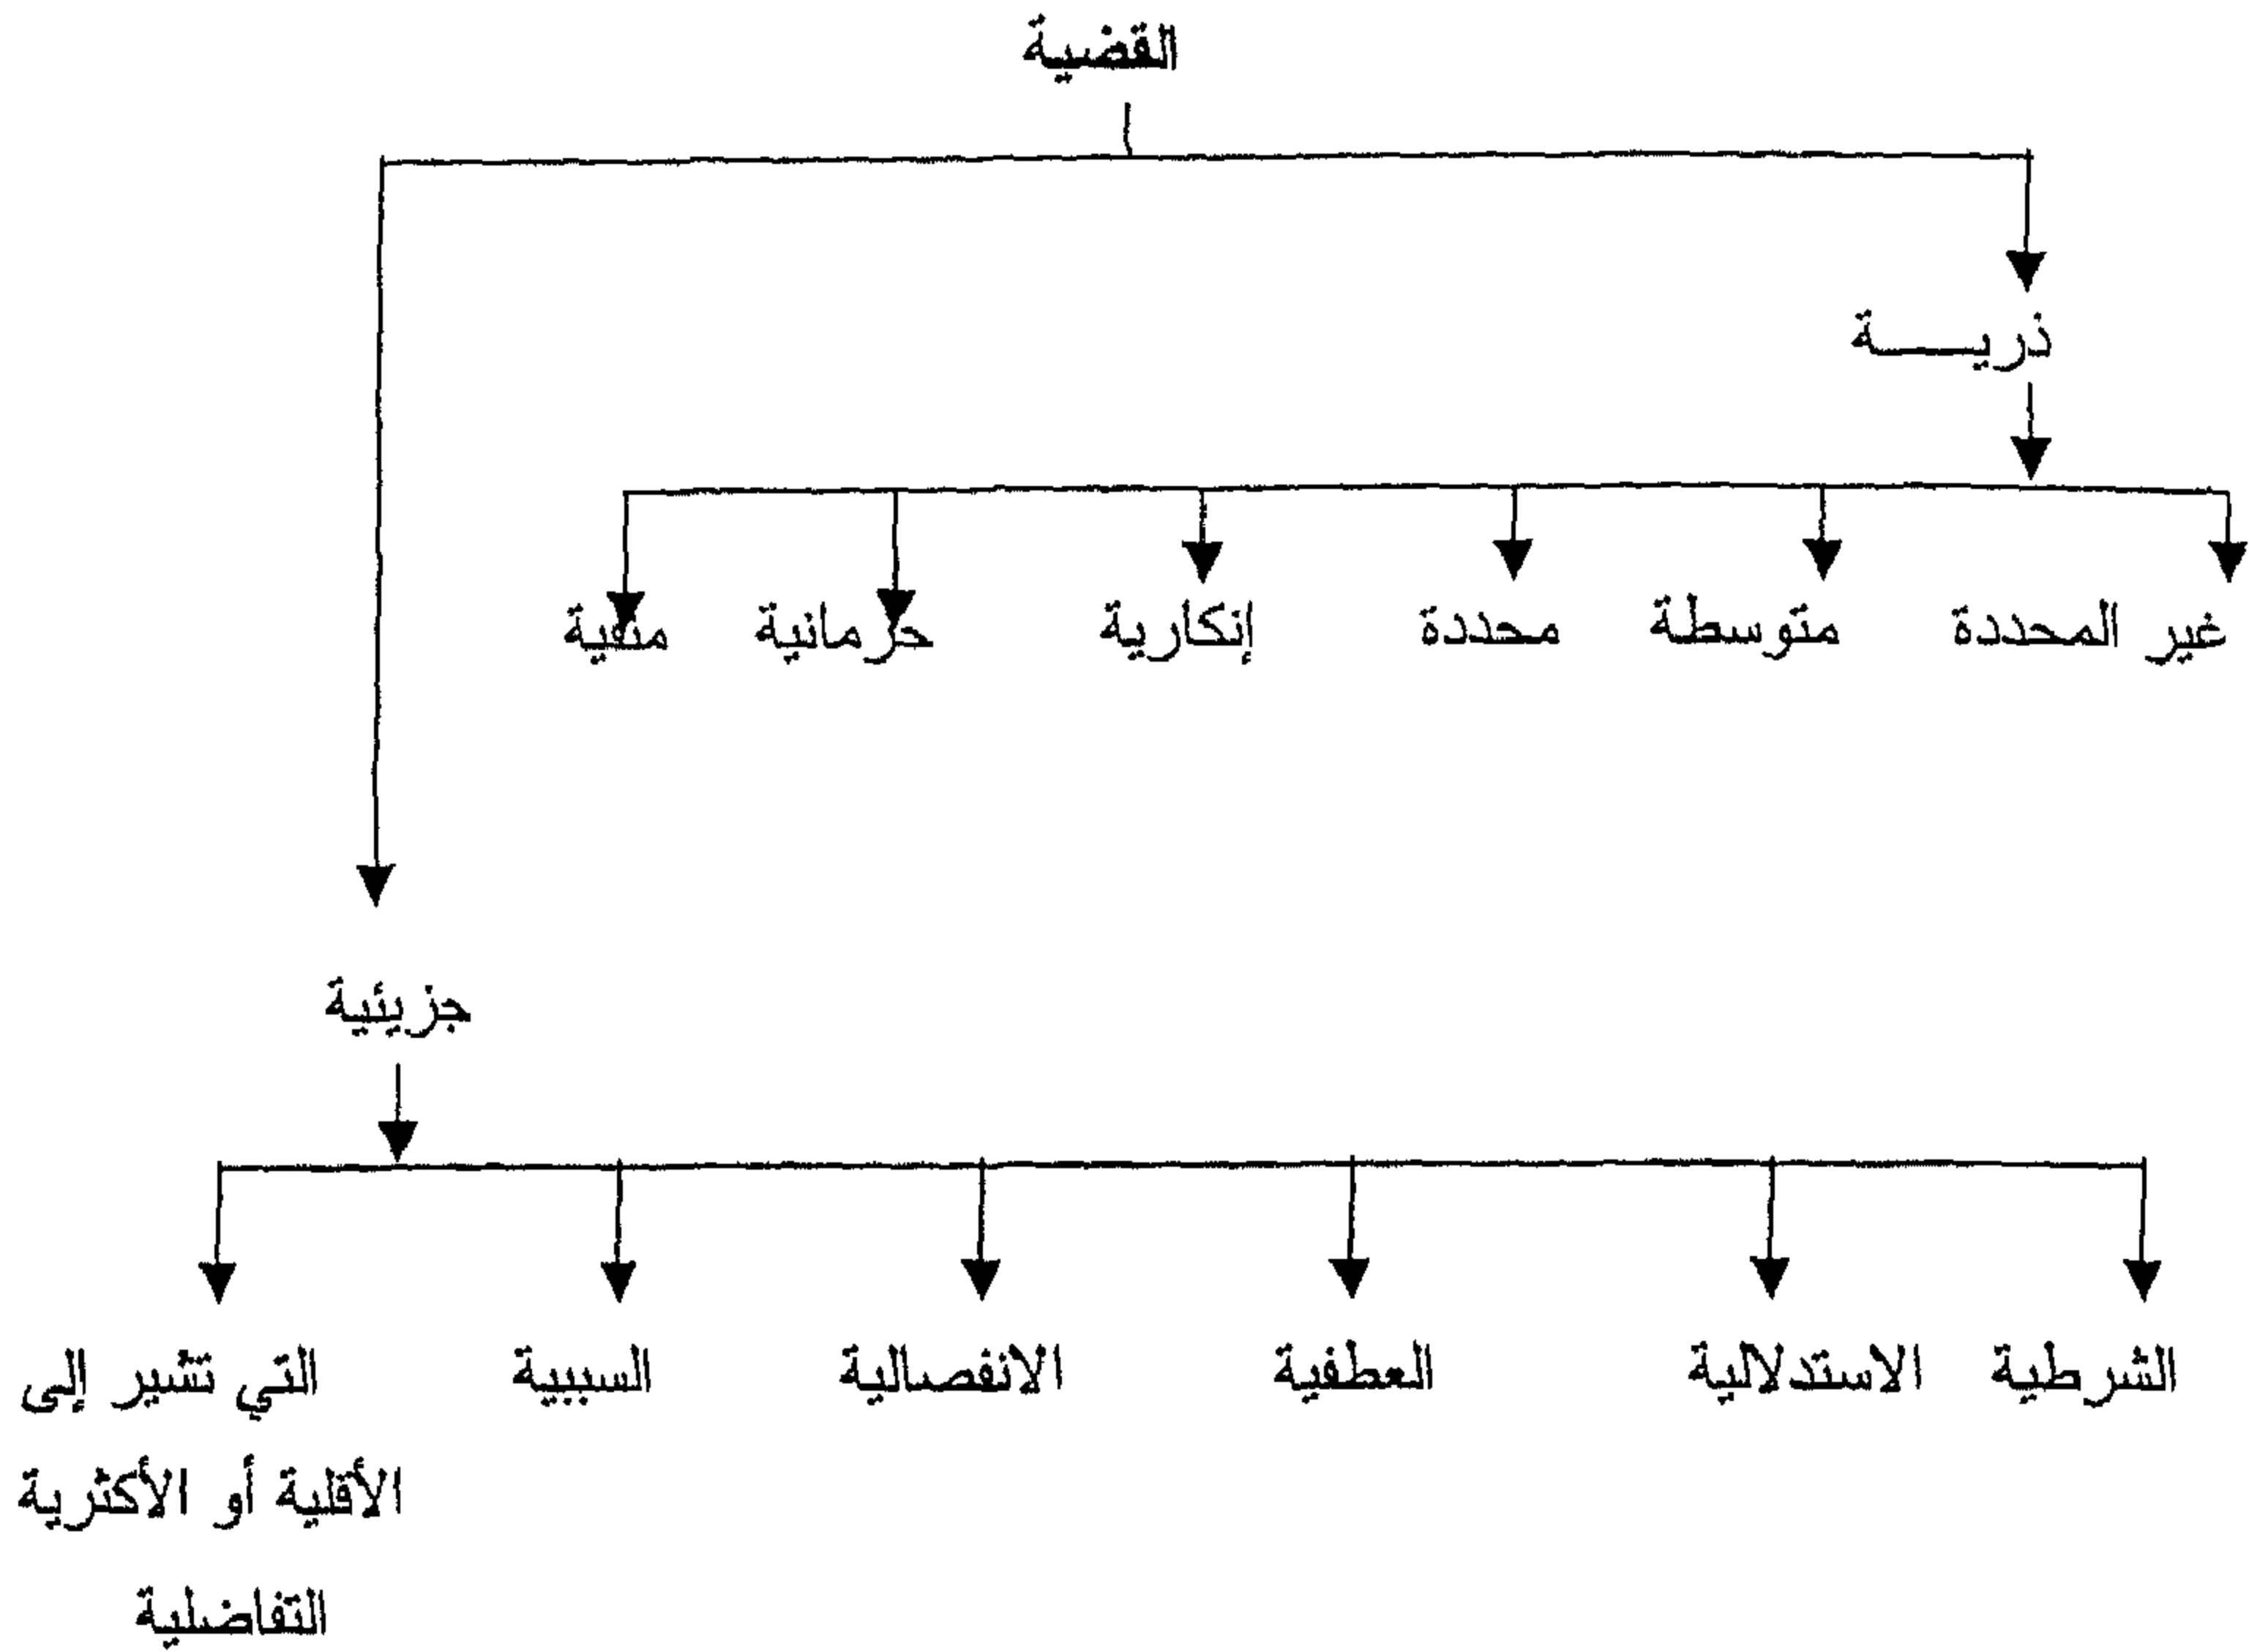 القضية
ذريـــــة
غير المحددة
متوسطة
محددة
إنكارية
حرمانية
منفية
جزيئية
الشرطية
الاستدلالية
العطفية
الانفصالية
السببية
التي تشير إلى
الأقلية أو الأكثرية
التفاضلية